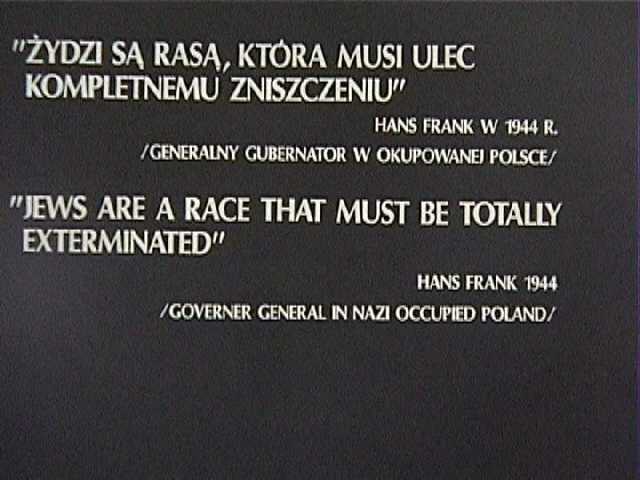 "ŻYDZI SĄ RASĄ, KTÓRA MUSI ULEC
KOMPLETNEMU ZNISZCZENIU"
HANS FRANK W 1944 R.
/GENERALNY GUBERNATOR W OKUPOWANEJ POLSCE/
"JEWS ARE A RACE THAT MUST BE TOTALLY
EXTERMINATED"
HANS FRANK 1944
/GOVERNER GENERAL IN NAZI OCCUPIED POLAND/